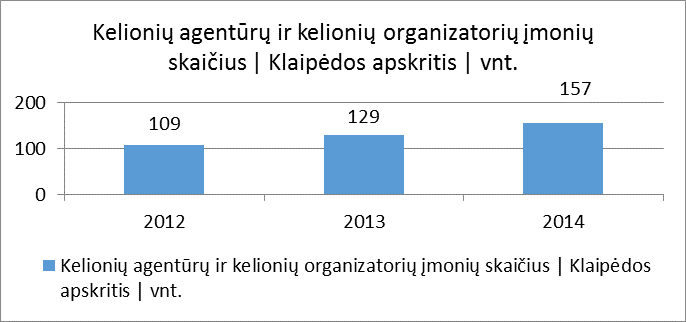 Kelionių agentūrų ir kelionių organizatorių įmonių
skaičius | Klaipėdos apskritis | vnt.
200
100
0
109
129
157
2012
2013
2014
Kelionių agentūrų ir kelionių organizatorių įmonių skaičius | Klaipėdos
apskritis | vnt.